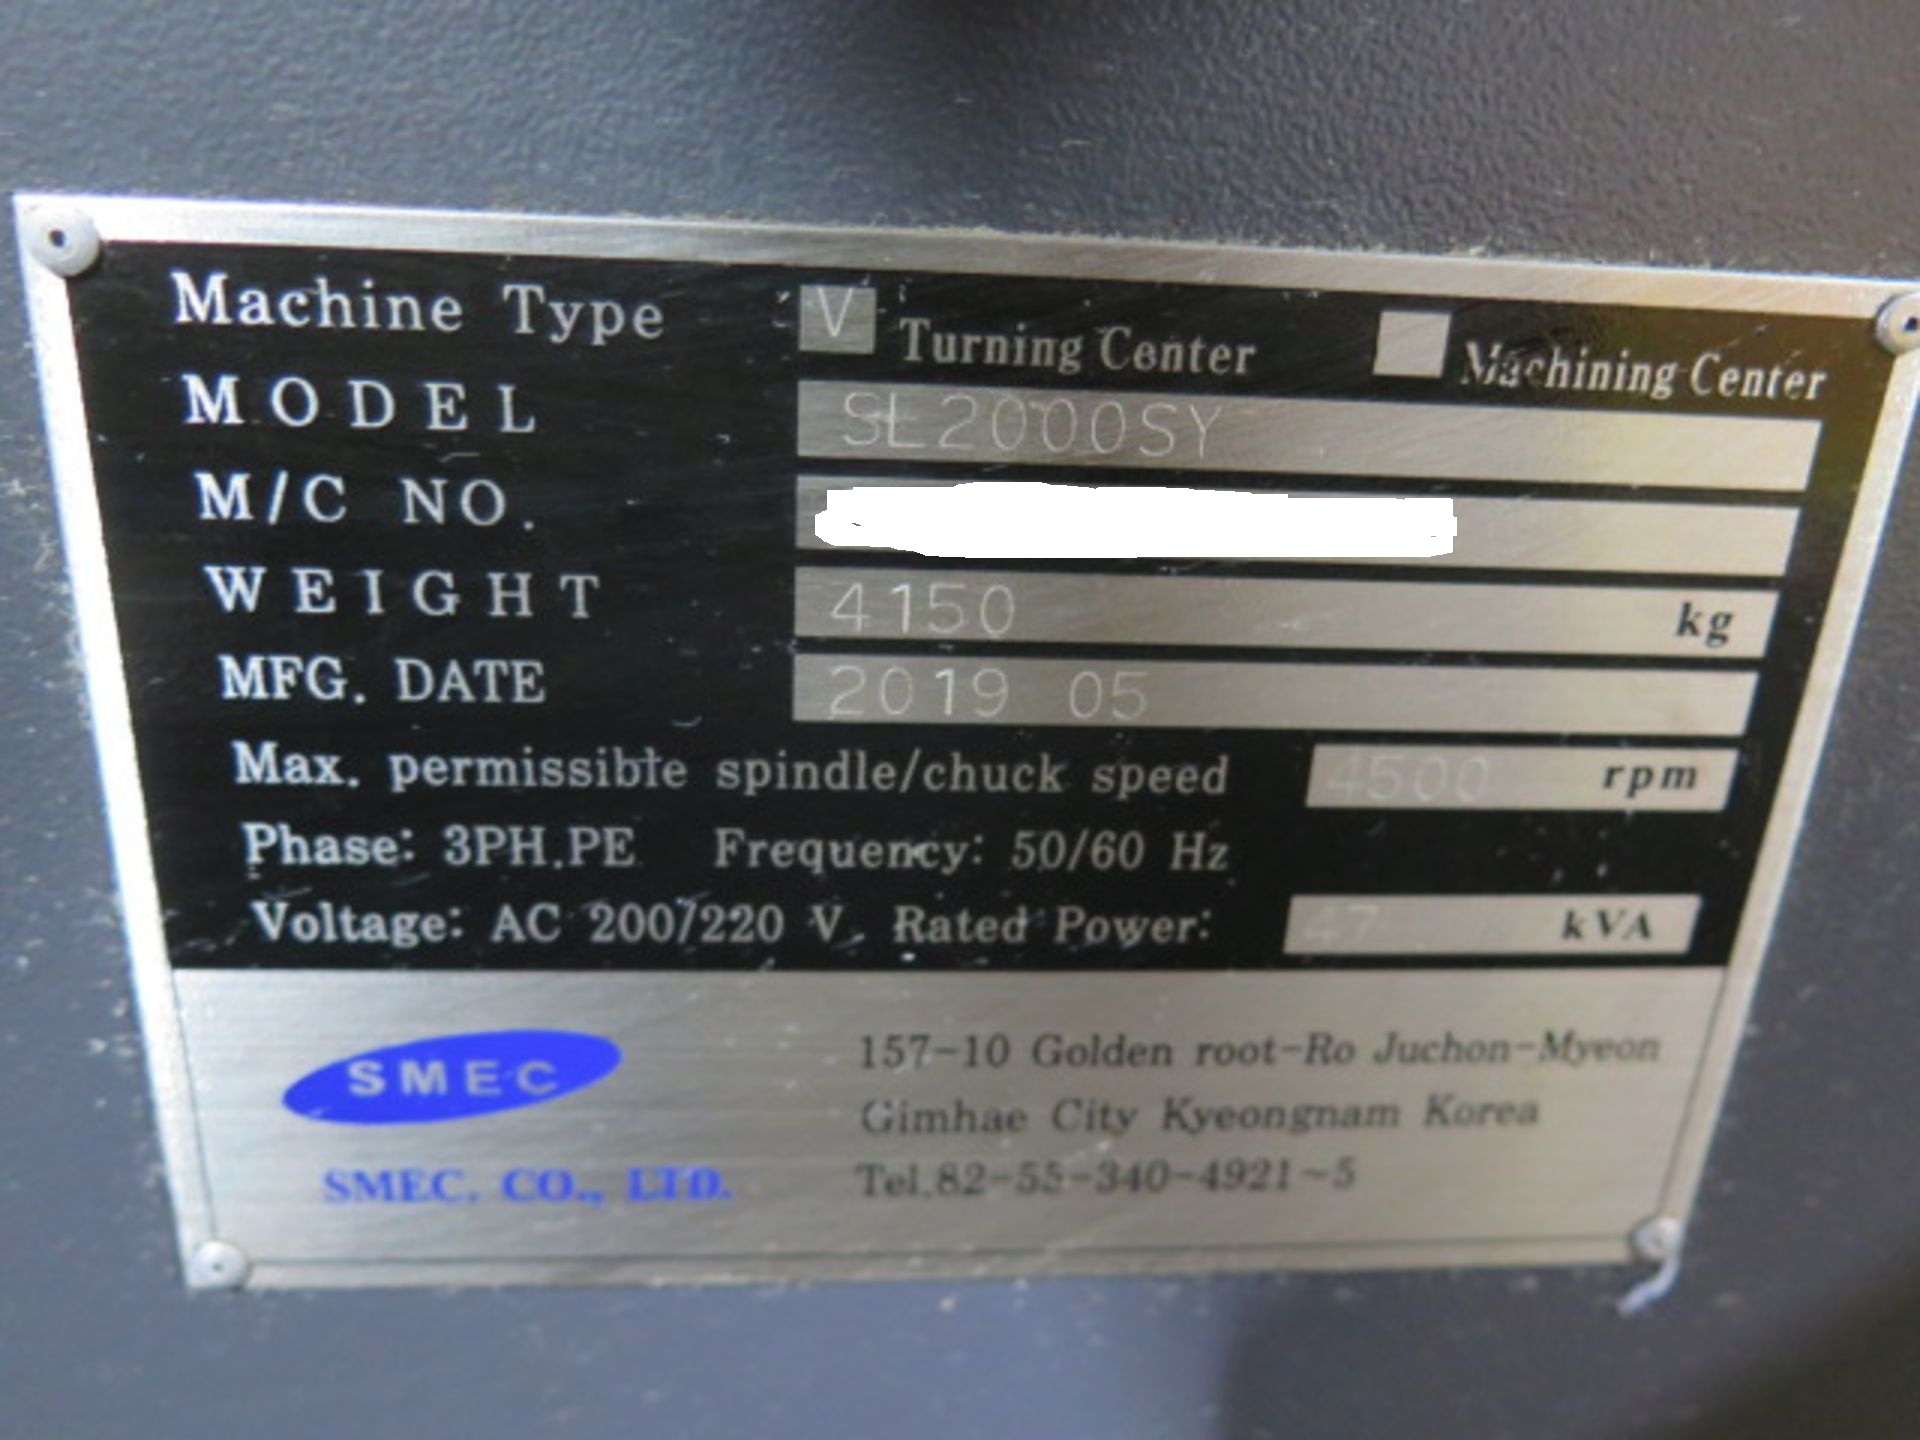 Machine Type V Turning Center Machining Center
MODEL SL2000SY
M/C NO.
WEIGHT 4150 kg
MFG. DATE 2019 05
Max. permissible spindle/chuck speed 4500 rpm
Phase: 3PH.PE Frequency: 50/60 Hz
Voltage: AC 200/220 V. Rated Power: 47 kVA
SMEC
SMEC. CO., LTD.
157-10 Golden root-Ro Juchon-Myeon
Gimhae City Kyeongnam Korea
Tel.82-55-340-4921~5